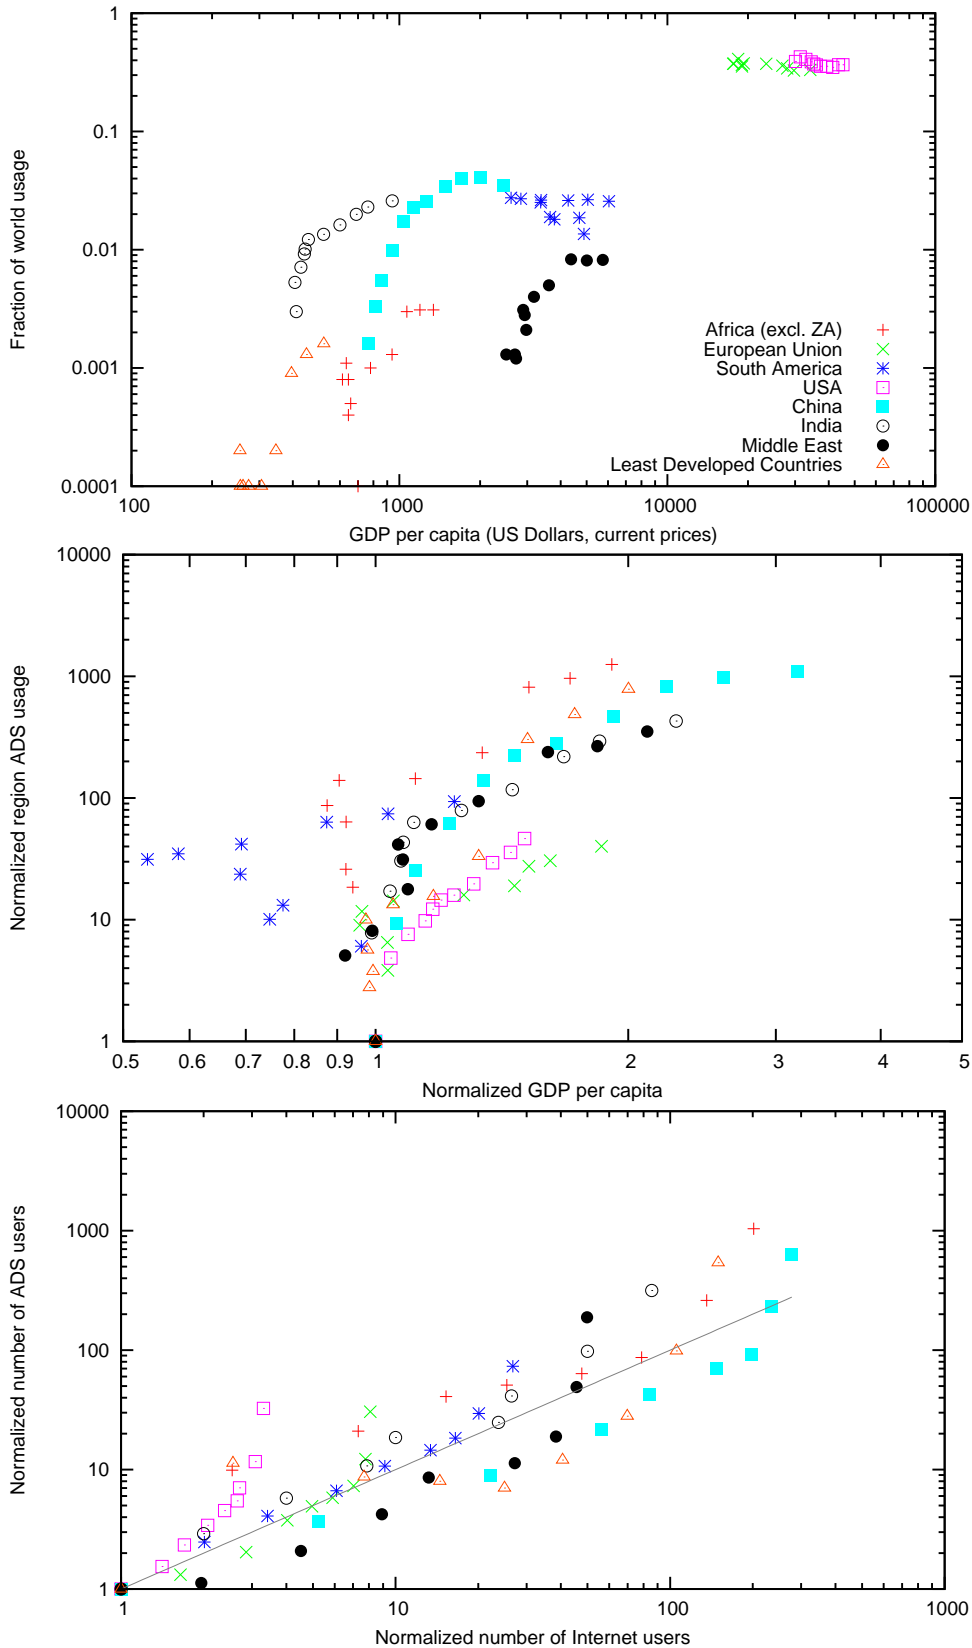 1
0.1
0.01
0.001
0.0001
Fraction of world usage
Africa (excl. ZA)
European Union
South America
USA
China
India
Middle East
Least Developed Countries
100
1000
10000
100000
GDP per capita (US Dollars, current prices)
10000
1000
100
10
1
Normalized region ADS usage
0.5
0.6
0.7
0.8
0.9
1
2
3
4
5
Normalized GDP per capita
10000
1000
100
10
1
Normalized number of ADS users
1
10
100
1000
Normalized number of Internet users